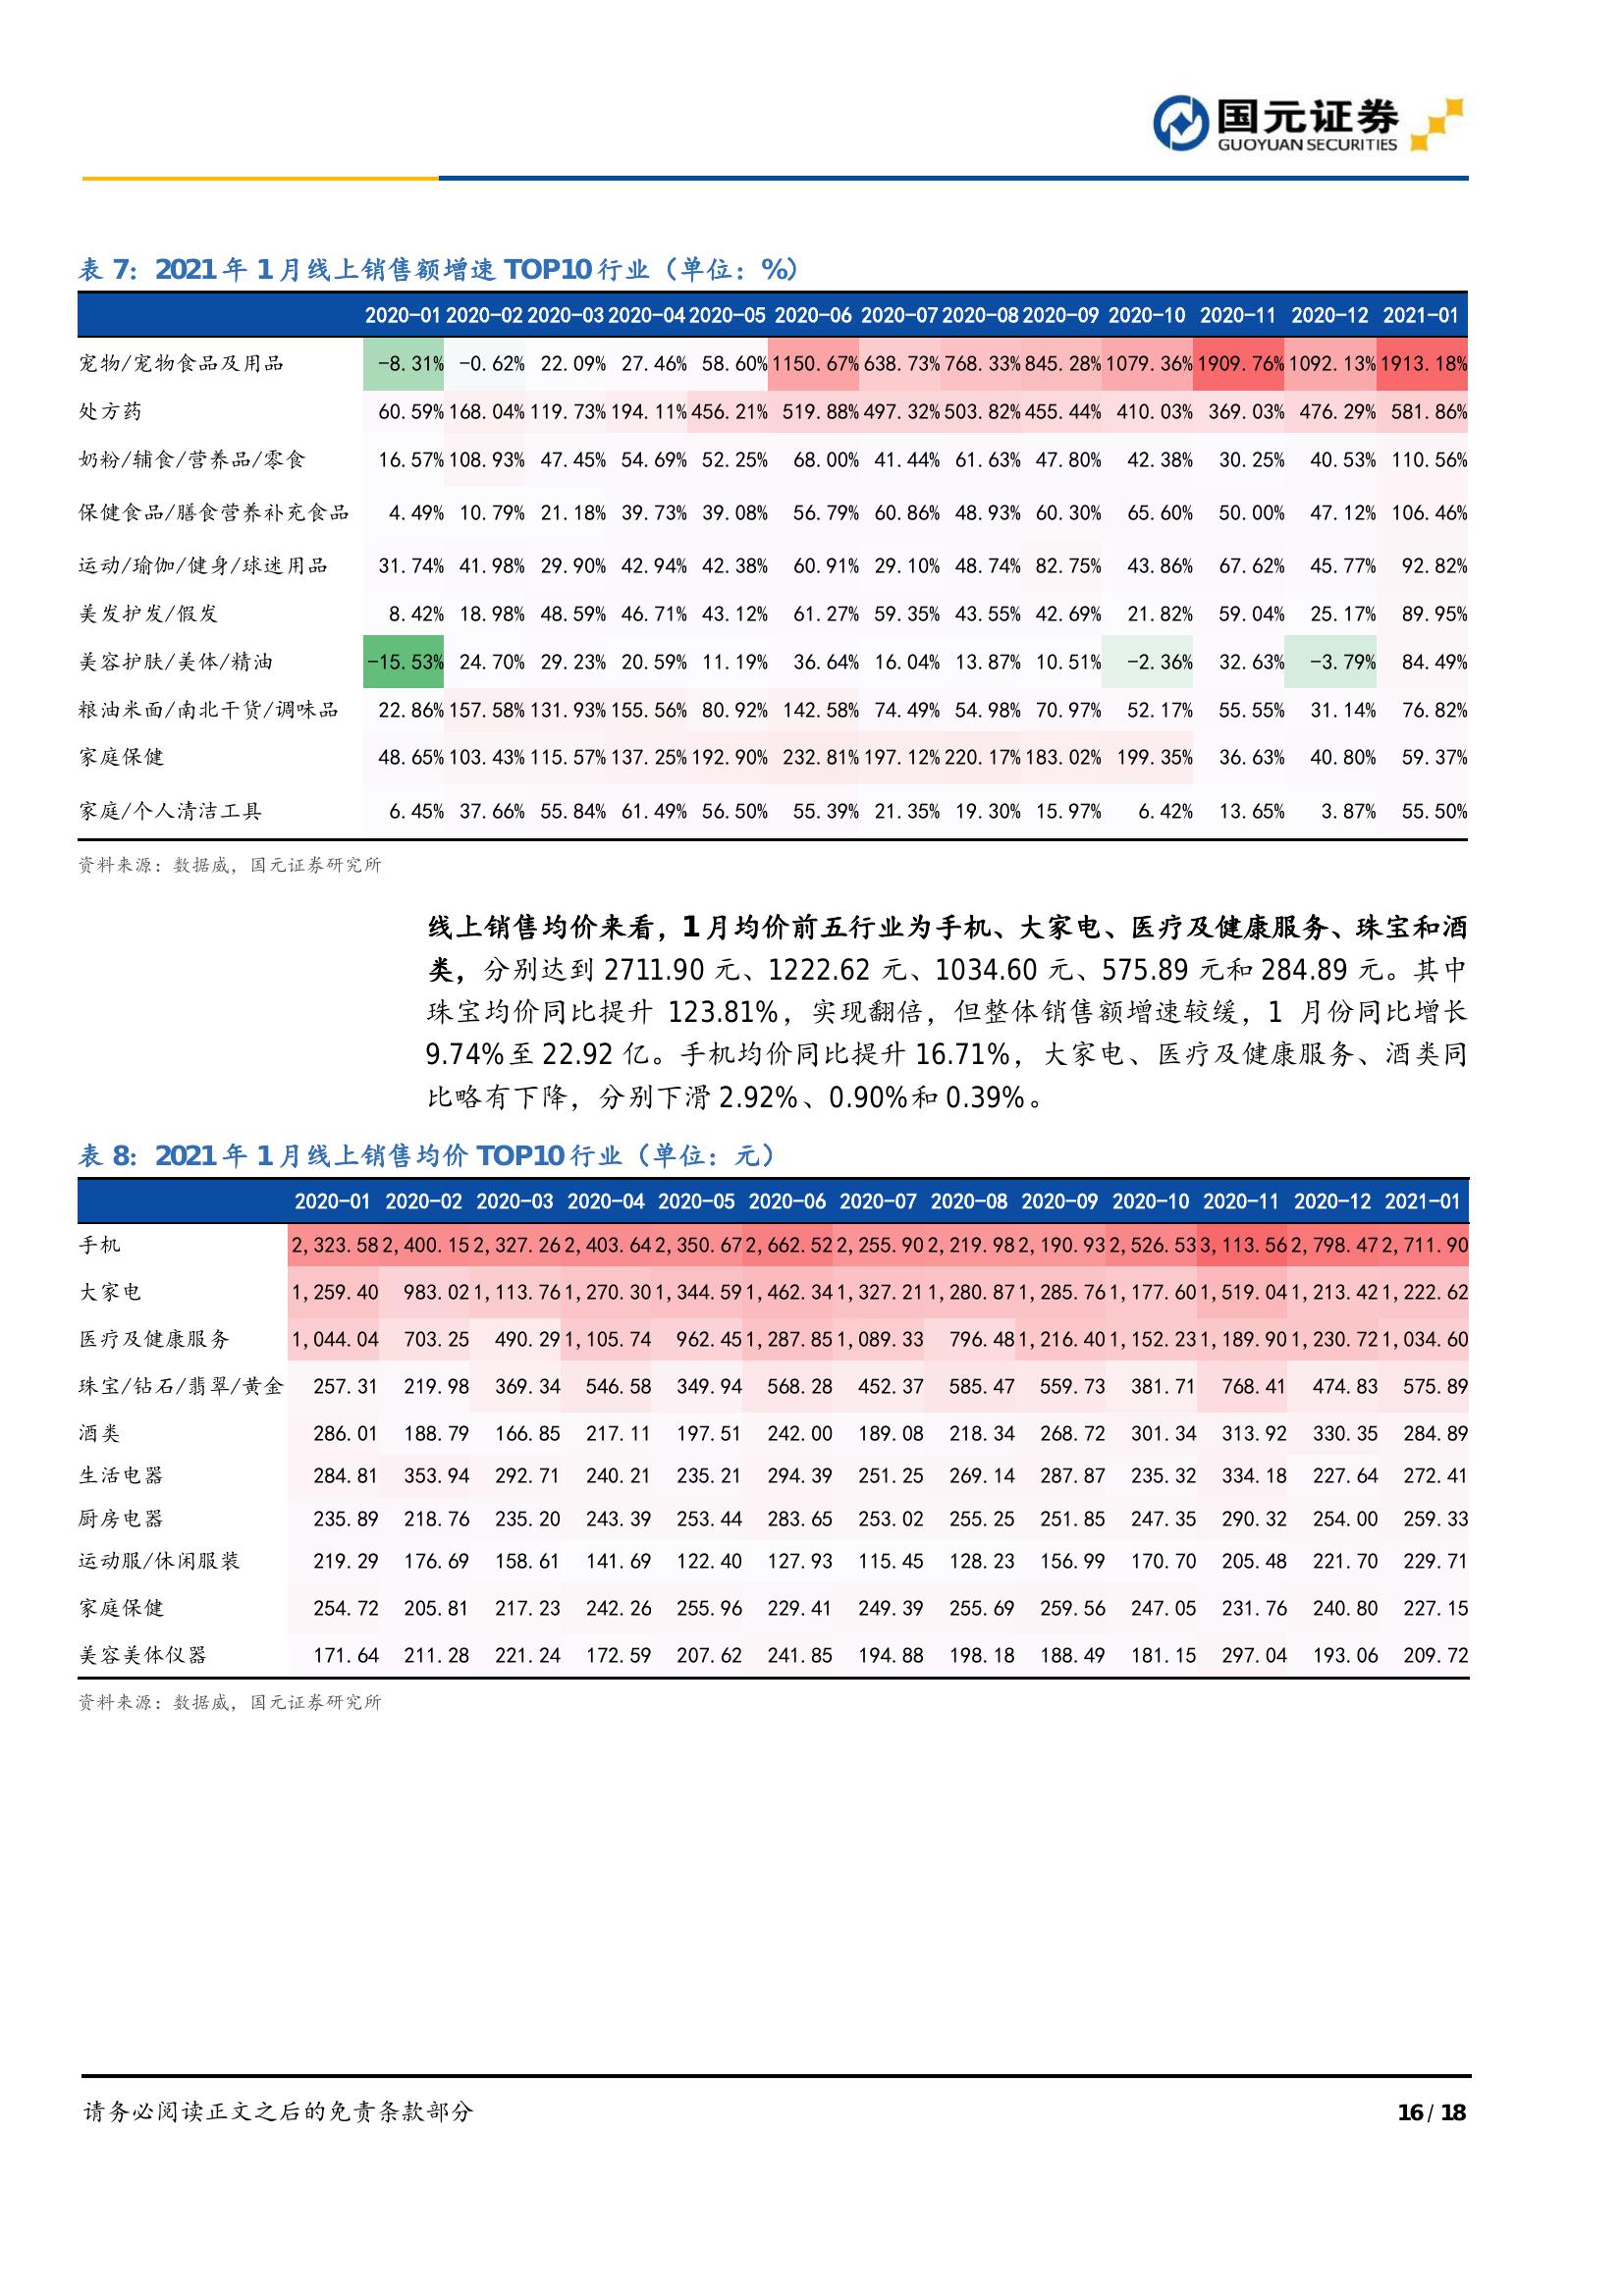 国元证券
GUOYUAN SECURITIES
表 7：2021 年 1 月线上销售额增速 TOP10 行业（单位：%）
2020-01 2020-02 2020-03 2020-04 2020-05 2020-06 2020-07 2020-08 2020-09 2020-10 2020-11 2020-12 2021-01
宠物/宠物食品及用品 -8.31% -0.62% 22.09% 27.46% 58.60% 1150.67% 638.73% 768.33% 845.28% 1079.36% 1909.76% 1092.13% 1913.18%
处方药 60.59% 168.04% 119.73% 194.11% 456.21% 519.88% 497.32% 503.82% 455.44% 410.03% 369.03% 476.29% 581.86%
奶粉/辅食/营养品/零食 16.57% 108.93% 47.45% 54.69% 52.25% 68.00% 41.44% 61.63% 47.80% 42.38% 30.25% 40.53% 110.56%
保健食品/膳食营养补充食品 4.49% 10.79% 21.18% 39.73% 39.08% 56.79% 60.86% 48.93% 60.30% 65.60% 50.00% 47.12% 106.46%
运动/瑜伽/健身/球迷用品 31.74% 41.98% 29.90% 42.94% 42.38% 60.91% 29.10% 48.74% 82.75% 43.86% 67.62% 45.77% 92.82%
美发护发/假发 8.42% 18.98% 48.59% 46.71% 43.12% 61.27% 59.35% 43.55% 42.69% 21.82% 59.04% 25.17% 89.95%
美容护肤/美体/精油 -15.53% 24.70% 29.23% 20.59% 11.19% 36.64% 16.04% 13.87% 10.51% -2.36% 32.63% -3.79% 84.49%
粮油米面/南北干货/调味品 22.86% 157.58% 131.93% 155.56% 80.92% 142.58% 74.49% 54.98% 70.97% 52.17% 55.55% 31.14% 76.82%
家庭保健 48.65% 103.43% 115.57% 137.25% 192.90% 232.81% 197.12% 220.17% 183.02% 199.35% 36.63% 40.80% 59.37%
家庭/个人清洁工具 6.45% 37.66% 55.84% 61.49% 56.50% 55.39% 21.35% 19.30% 15.97% 6.42% 13.65% 3.87% 55.50%
资料来源：数据威，国元证券研究所
线上销售均价来看，1 月均价前五行业为手机、大家电、医疗及健康服务、珠宝和酒
类，分别达到 2711.90 元、1222.62 元、1034.60 元、575.89 元和 284.89 元。其中
珠宝均价同比提升 123.81%，实现翻倍，但整体销售额增速较缓，1 月份同比增长
9.74%至 22.92 亿。手机均价同比提升 16.71%，大家电、医疗及健康服务、酒类同
比略有下降，分别下滑 2.92%、0.90%和 0.39%。
表 8：2021 年 1 月线上销售均价 TOP10 行业（单位：元）
2020-01 2020-02 2020-03 2020-04 2020-05 2020-06 2020-07 2020-08 2020-09 2020-10 2020-11 2020-12 2021-01
手机 2,323.58 2,400.15 2,327.26 2,403.64 2,350.67 2,662.52 2,255.90 2,219.98 2,190.93 2,526.53 3,113.56 2,798.47 2,711.90
大家电 1,259.40 983.02 1,113.76 1,270.30 1,344.59 1,462.34 1,327.21 1,280.87 1,285.76 1,177.60 1,519.04 1,213.42 1,222.62
医疗及健康服务 1,044.04 703.25 490.29 1,105.74 962.45 1,287.85 1,089.33 796.48 1,216.40 1,152.23 1,189.90 1,230.72 1,034.60
珠宝/钻石/翡翠/黄金 257.31 219.98 369.34 546.58 349.94 568.28 452.37 585.47 559.73 381.71 768.41 474.83 575.89
酒类 286.01 188.79 166.85 217.11 197.51 242.00 189.08 218.34 268.72 301.34 313.92 330.35 284.89
生活电器 284.81 353.94 292.71 240.21 235.21 294.39 251.25 269.14 287.87 235.32 334.18 227.64 272.41
厨房电器 235.89 218.76 235.20 243.39 253.44 283.65 253.02 255.25 251.85 247.35 290.32 254.00 259.33
运动服/休闲服装 219.29 176.69 158.61 141.69 122.40 127.93 115.45 128.23 156.99 170.70 205.48 221.70 229.71
家庭保健 254.72 205.81 217.23 242.26 255.96 229.41 249.39 255.69 259.56 247.05 231.76 240.80 227.15
美容美体仪器 171.64 211.28 221.24 172.59 207.62 241.85 194.88 198.18 188.49 181.15 297.04 193.06 209.72
资料来源：数据威，国元证券研究所
请务必阅读正文之后的免责条款部分 16 / 18